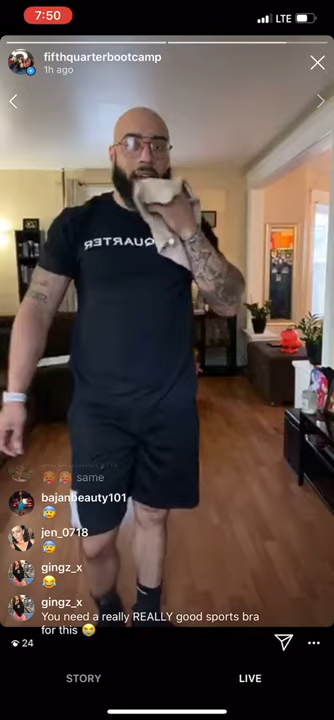 7:50
LTE
fifthquarterbootcamp
1h ago
QUARTER
same
bajanbeauty101
jen_0718
gingz_x
gingz_x
You need a really REALLY good sports bra
for this
24
STORY
LIVE